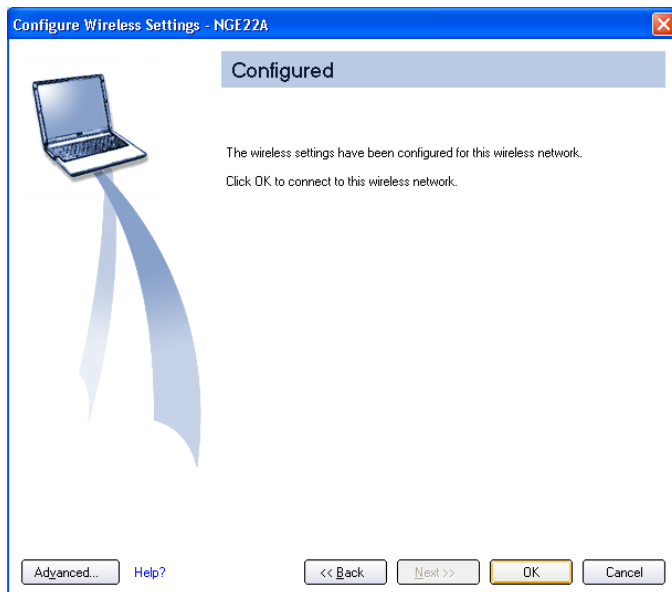 Configure Wireless Settings - NGE22A
Configured
The wireless settings have been configured for this wireless network.
Click OK to connect to this wireless network.
Advanced... Help? << Back Next >> OK Cancel